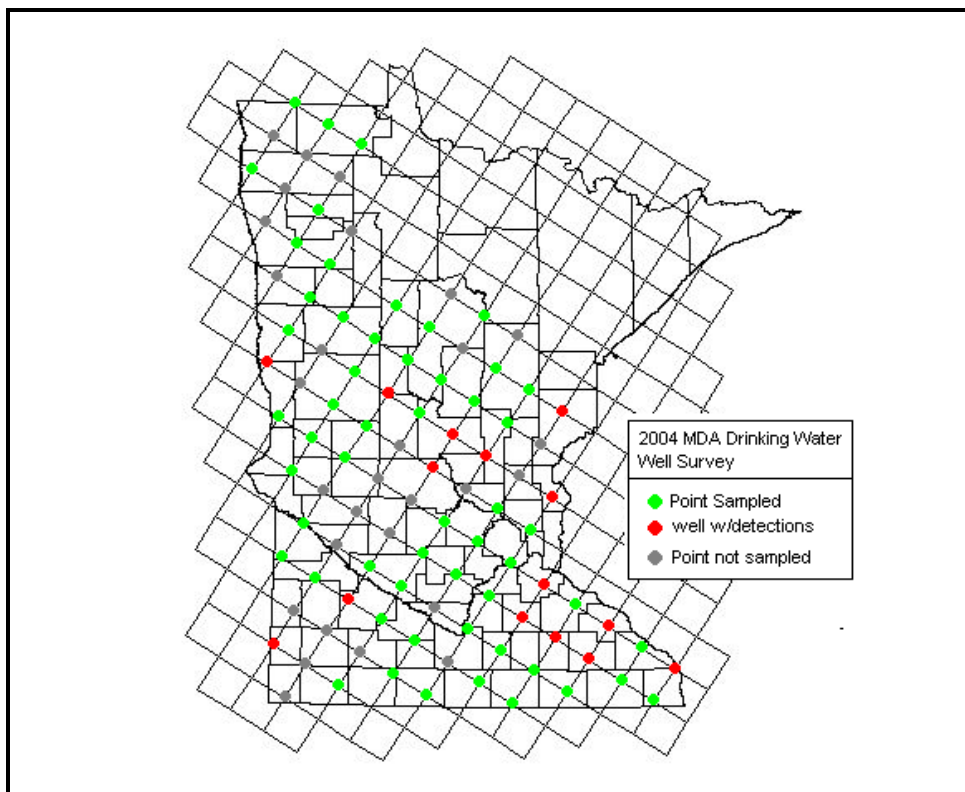 2004 MDA Drinking Water
Well Survey
Point Sampled
well w/detections
Point not sampled